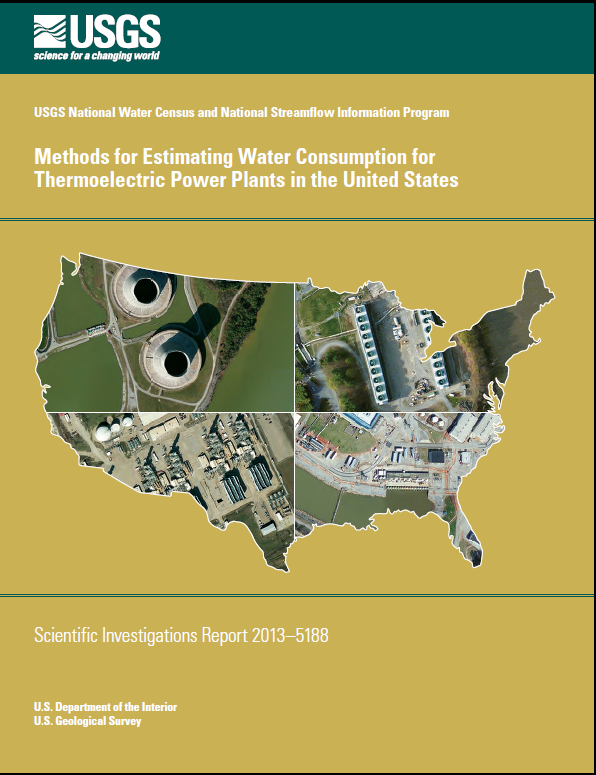 USGS
science for a changing world
USGS National Water Census and National Streamflow Information Program
Methods for Estimating Water Consumption for
Thermoelectric Power Plants in the United States
Scientific Investigations Report 2013–5188
U.S. Department of the Interior
U.S. Geological Survey